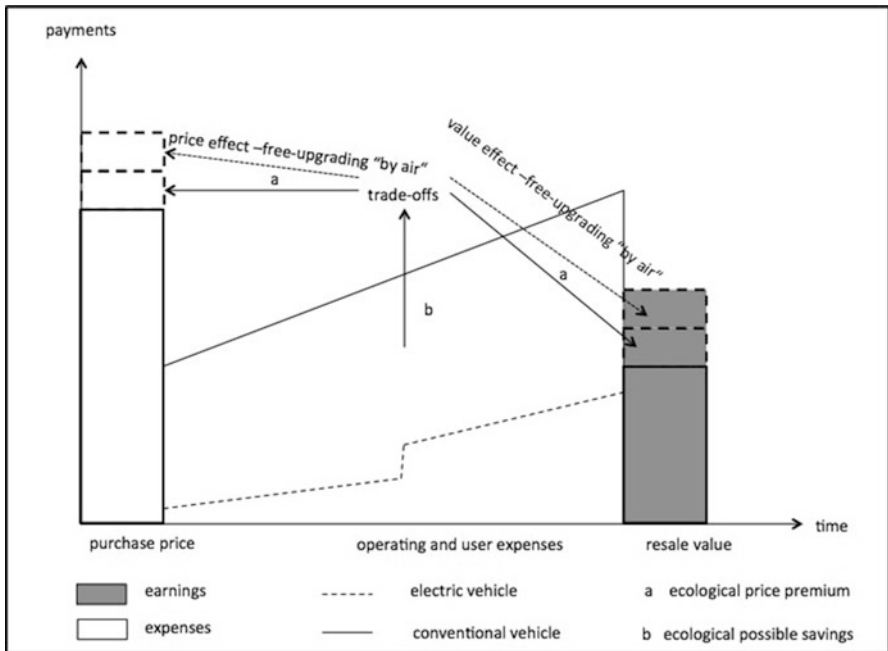 payments
price effect –free-upgrading "by air"
value effect –free-upgrading "by air"
a
trade-offs
a
b
time
purchase price
operating and user expenses
resale value
earnings
electric vehicle
a ecological price premium
expenses
conventional vehicle
b ecological possible savings